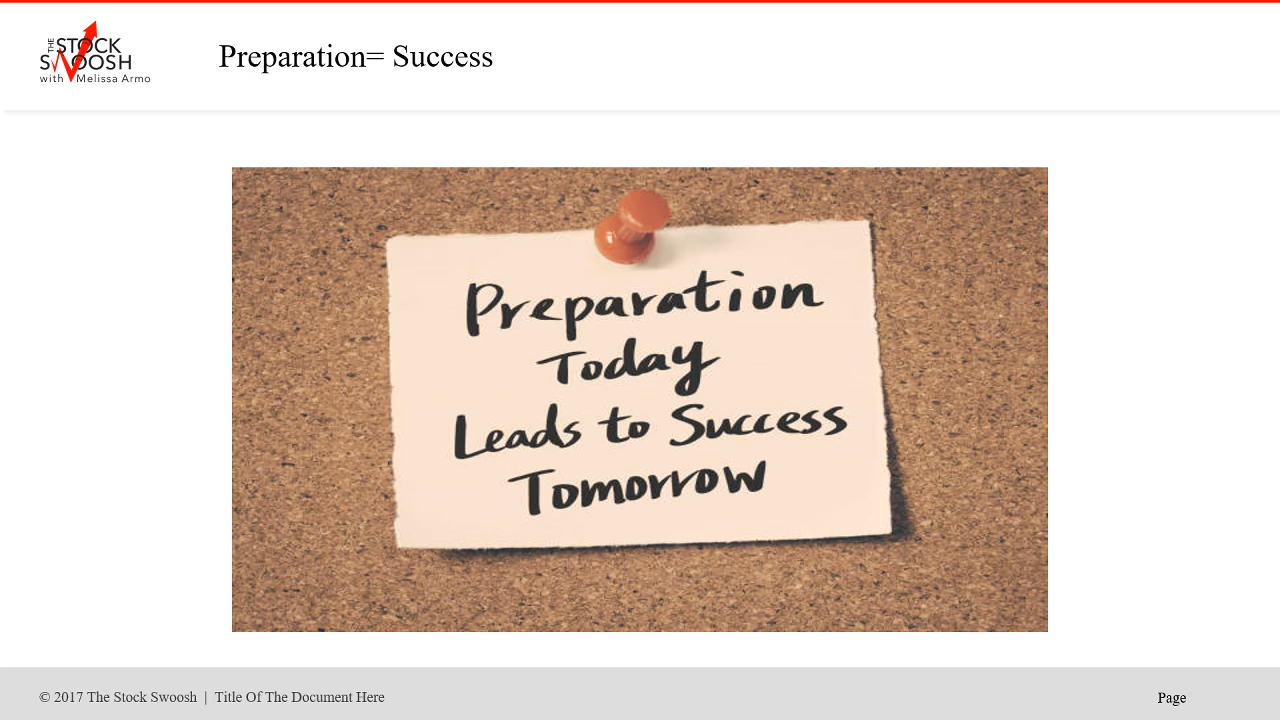 THE
STOCK
SWOOSH
with Melissa Armo
Preparation= Success
Preparation
Today
Leads to Success
Tomorrow
© 2017 The Stock Swoosh | Title Of The Document Here
Page